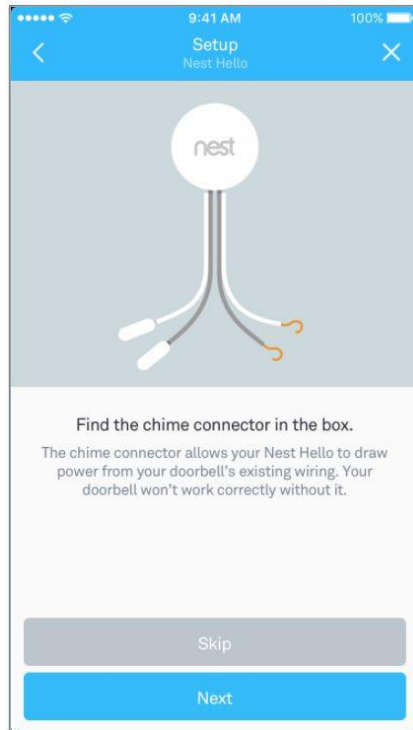 9:41 AM 100%
Setup
Nest Hello
nest
Find the chime connector in the box.
The chime connector allows your Nest Hello to draw
power from your doorbell's existing wiring. Your
doorbell won't work correctly without it.
Skip
Next